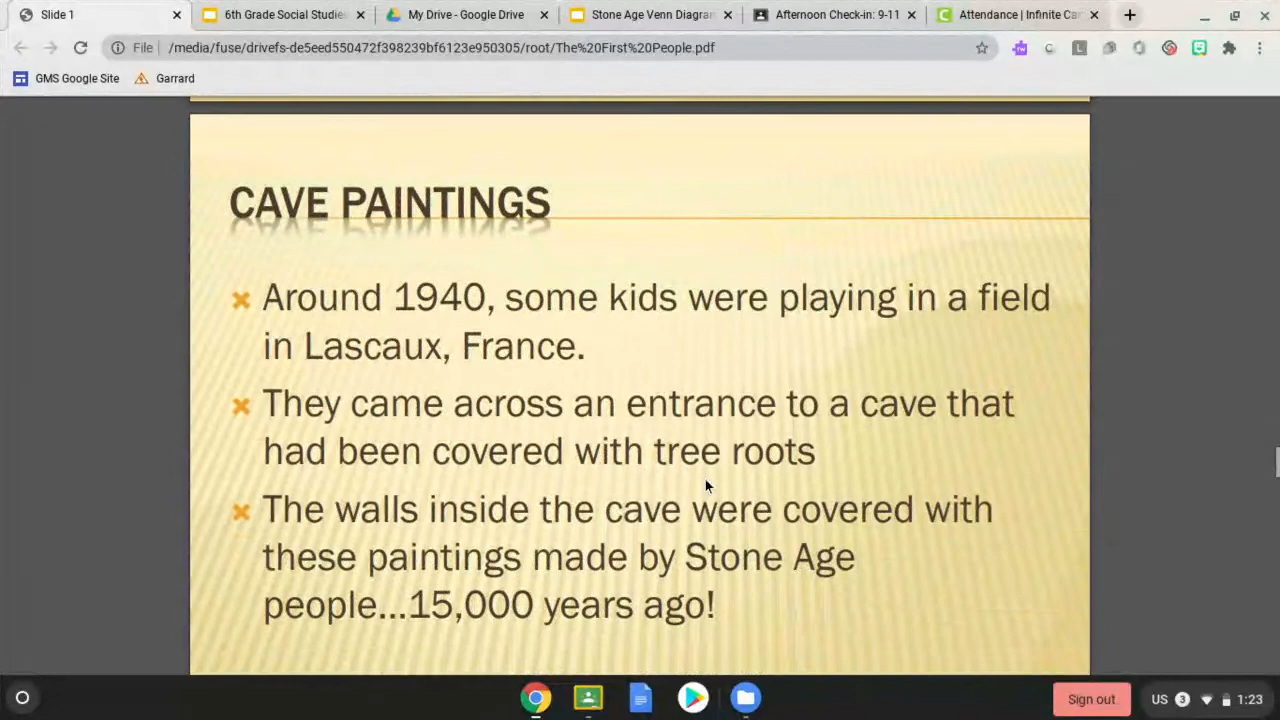 Slide 1
6th Grade Social Studies
My Drive - Google Drive
Stone Age Venn Diagram
Afternoon Check-in: 9-11
Attendance | Infinite Ca
File
/media/fuse/drivefs-de5eed550472f398239bf6123e950305/root/The%20First%20People.pdf
GMS Google Site
Garrard
CAVE PAINTINGS
Around 1940, some kids were playing in a field
in Lascaux, France.
They came across an entrance to a cave that
had been covered with tree roots
The walls inside the cave were covered with
these paintings made by Stone Age
people...15,000 years ago!
Sign out
US 3 1:23